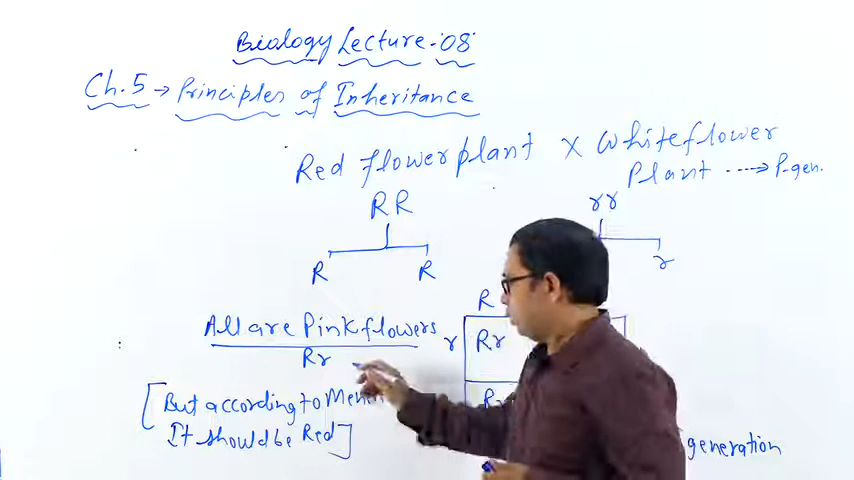 Biology Lecture-08
Ch.5 → Principles of Inheritance
Red flower plant × White flower
Plant ----> P-gen.
RR rr
R R r
All are Pink flowers
Rr
[But according to
It should be Red]
R
r Rr
generation